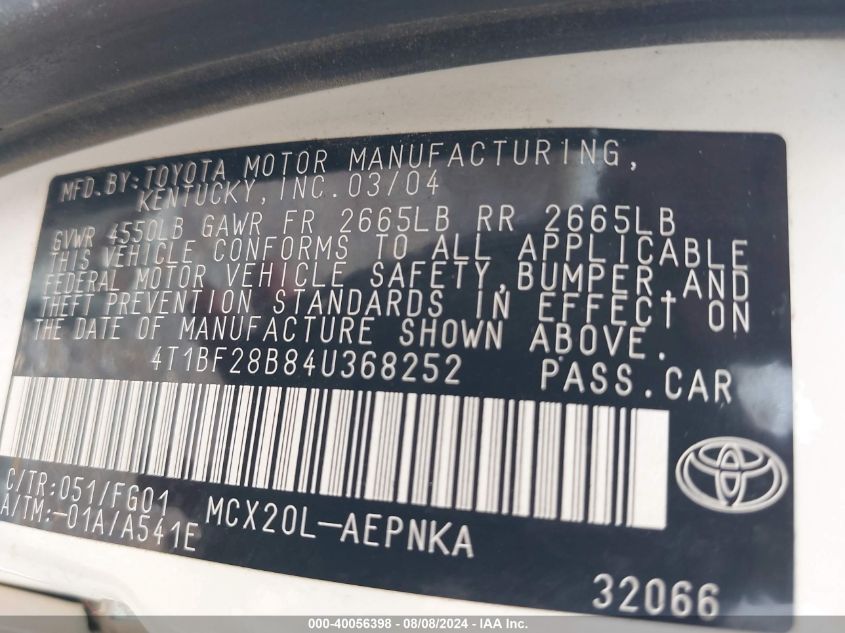 MFD. BY: TOYOTA MOTOR MANUFACTURING,
KENTUCKY, INC. 03/04
GVWR 4550LB GAWR FR 2665LB RR 2665LB
THIS VEHICLE CONFORMS TO ALL APPLICABLE
FEDERAL MOTOR VEHICLE SAFETY, BUMPER, AND
THEFT PREVENTION STANDARDS IN EFFECT ON
THE DATE OF MANUFACTURE SHOWN ABOVE.
4T1BF28B84U368252 PASS.CAR
C/TR:051/FG01
A/TM:-01A/A541E
MCX20L-AEPNKA
32066
000-40056398 - 08/08/2024 - Copyright 2024 IAA, Inc.